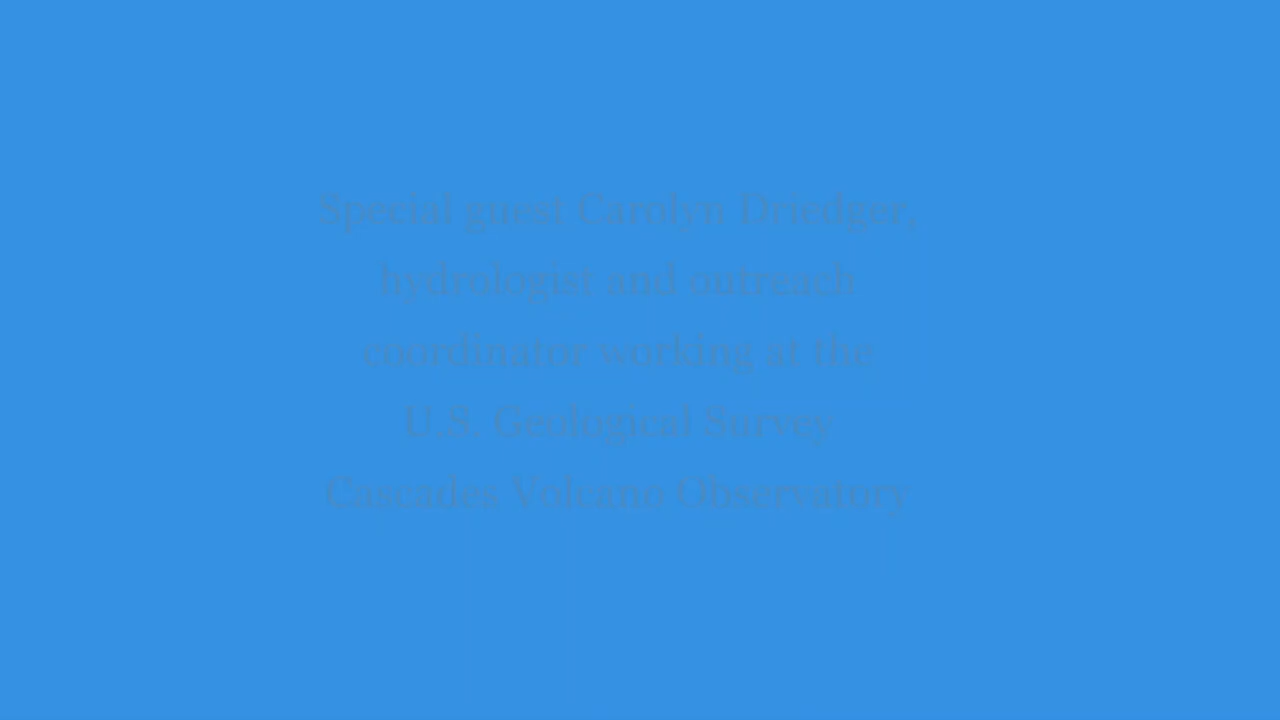 Special guest Carolyn Driedger,
hydrologist and outreach
coordinator working at the
U.S. Geological Survey
Cascades Volcano Observatory